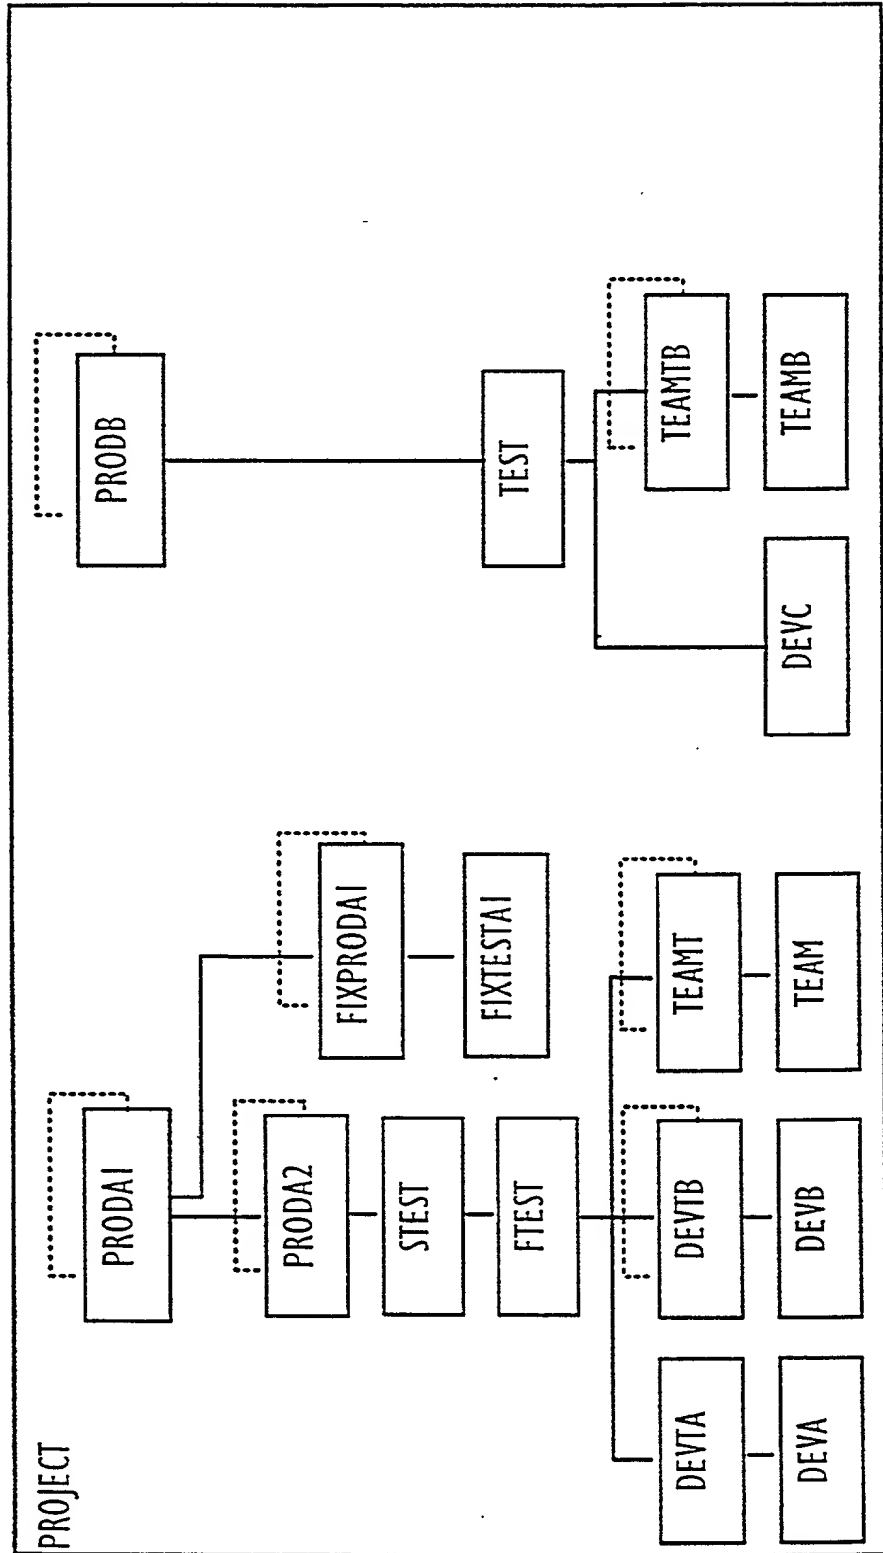 PROJECT
PRODA1
PRODB
PRODA2
FIXPRODA1
STEST
FIXTESTA1
TEST
FTEST
DEVTA
DEVTB
TEAMT
TEAMTB
DEVA
DEVB
TEAM
DEVC
TEAMB